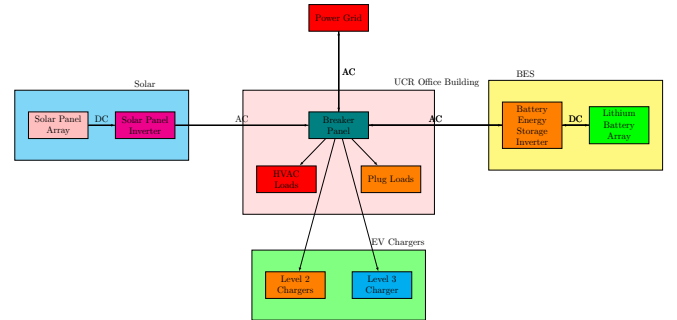 Power Grid
AC
Solar
UCR Office Building
BES
Solar Panel
Array
DC
Solar Panel
Inverter
AC
Breaker
Panel
AC
Battery
Energy
Storage
Inverter
DC
Lithium
Battery
Array
HVAC
Loads
Plug Loads
EV Chargers
Level 2
Chargers
Level 3
Charger